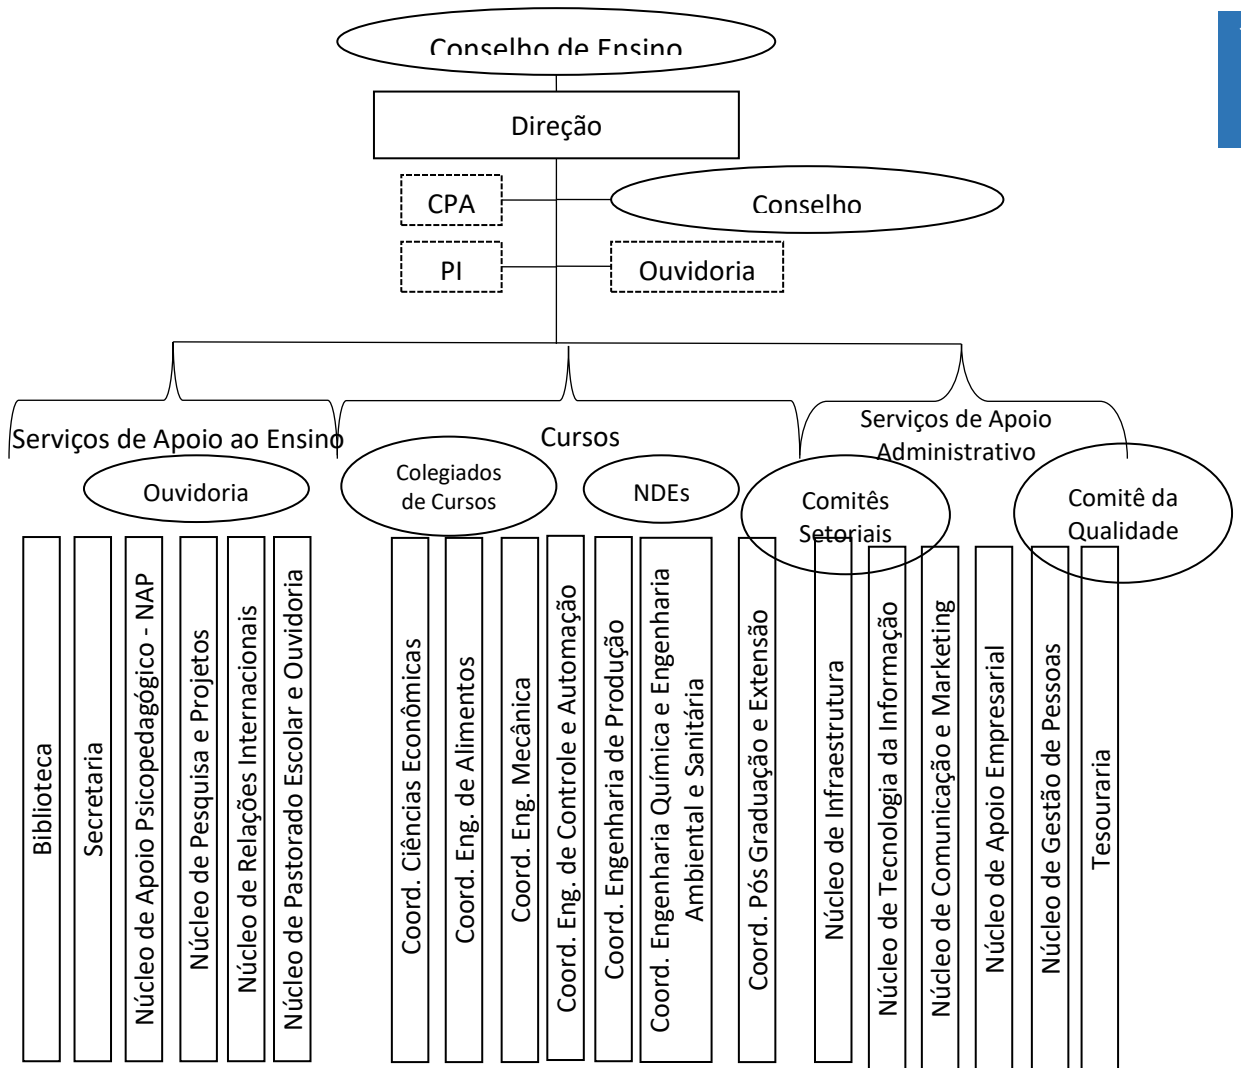 Conselho de Ensino
Direção
CPA
Conselho
PI
Ouvidoria
Serviços de Apoio ao Ensino
Cursos
Serviços de Apoio
Administrativo
Ouvidoria
Colegiados
de Cursos
NDEs
Comitês
Setoriais
Comitê da
Qualidade
Biblioteca
Secretaria
Núcleo de Apoio Psicopedagógico - NAP
Núcleo de Pesquisa e Projetos
Núcleo de Relações Internacionais
Núcleo de Pastorado Escolar e Ouvidoria
Coord. Ciências Econômicas
Coord. Eng. de Alimentos
Coord. Eng. Mecânica
Coord. Eng. de Controle e Automação
Coord. Engenharia de Produção
Coord. Engenharia Química e Engenharia
Ambiental e Sanitária
Coord. Pós Graduação e Extensão
Núcleo de Infraestrutura
Núcleo de Tecnologia da Informação
Núcleo de Comunicação e Marketing
Núcleo de Apoio Empresarial
Núcleo de Gestão de Pessoas
Tesouraria